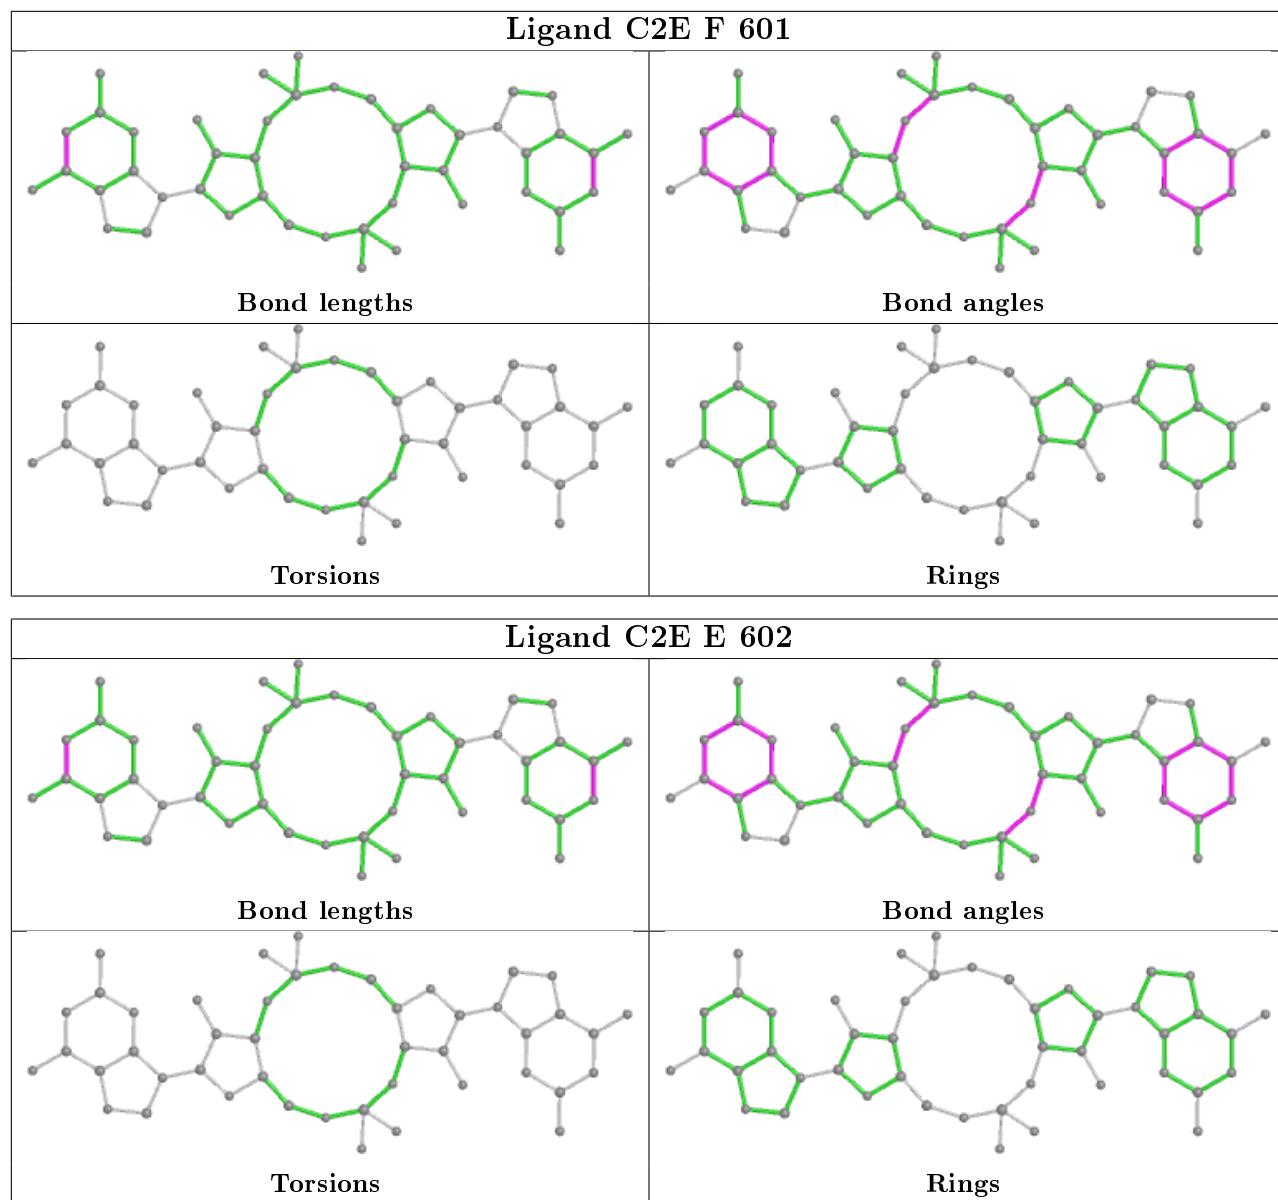 Ligand C2E F 601
Bond lengths
Bond angles
Torsions
Rings
Ligand C2E E 602
Bond lengths
Bond angles
Torsions
Rings